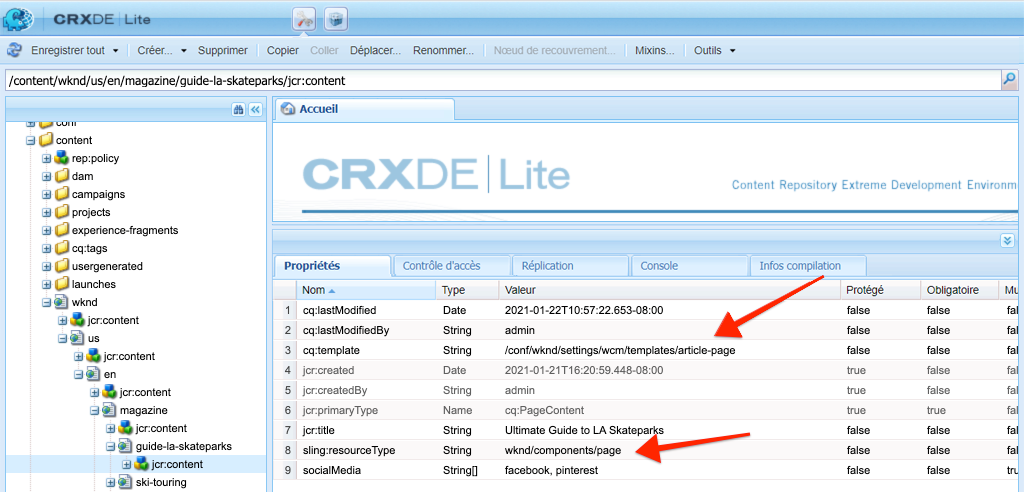 CRXDE | Lite
Enregistrer tout Créer... Supprimer Copier Coller Déplacer... Renommer... Nœud de recouvrement... Mixins... Outils
/content/wknd/us/en/magazine/guide-la-skateparks/jcr:content
conf
content
rep:policy
dam
campaigns
projects
experience-fragments
cq:tags
usergenerated
launches
wknd
jcr:content
us
jcr:content
en
jcr:content
magazine
jcr:content
guide-la-skateparks
jcr:content
ski-touring
Accueil
CRXDE | Lite
Content Repository Extreme Development Environm
Propriétés Contrôle d'accès Réplication Console Infos compilation
Nom Type Valeur Protégé Obligatoire Mu
1 cq:lastModified Date 2021-01-22T10:57:22.653-08:00 false false fal
2 cq:lastModifiedBy String admin false false fal
3 cq:template String /conf/wknd/settings/wcm/templates/article-page false false fal
4 jcr:created Date 2021-01-21T16:20:59.448-08:00 true false fal
5 jcr:createdBy String admin true false fal
6 jcr:primaryType Name cq:PageContent true true fal
7 jcr:title String Ultimate Guide to LA Skateparks false false fal
8 sling:resourceType String wknd/components/page false false fal
9 socialMedia String[] facebook, pinterest false false tru